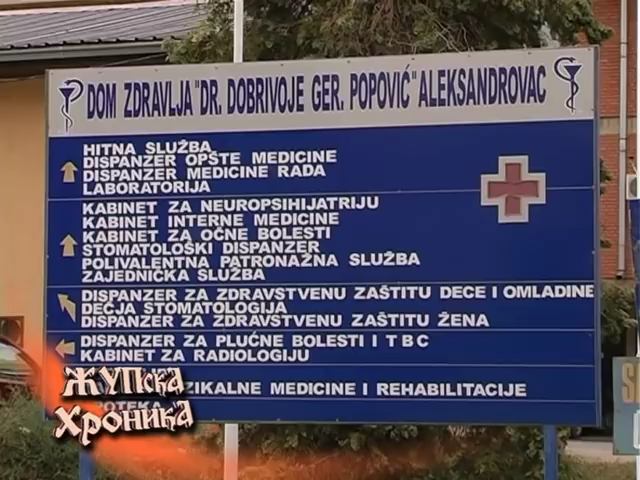 DOM ZDRAVLJA "DR. DOBRIVOJE GER. POPOVIĆ" ALEKSANDROVAC
HITNA SLUŽBA
DISPANZER OPŠTE MEDICINE
DISPANZER MEDICINE RADA
LABORATORIJA
KABINET ZA NEUROPSIHIJATRIJU
KABINET INTERNE MEDICINE
KABINET ZA OČNE BOLESTI
STOMATOLOŠKI DISPANZER
POLIVALENTNA PATRONAŽNA SLUŽBA
ZAJEDNIČKA SLUŽBA
DISPANZER ZA ZDRAVSTVENU ZAŠTITU DECE I OMLADINE
DEČJA STOMATOLOGIJA
DISPANZER ZA ZDRAVSTVENU ZAŠTITU ŽENA
DISPANZER ZA PLUĆNE BOLESTI I TBC
KABINET ZA RADIOLOGIJU
ZIKALNE MEDICINE I REHABILITACIJE
ЖУПСКА
ХРОНИКА